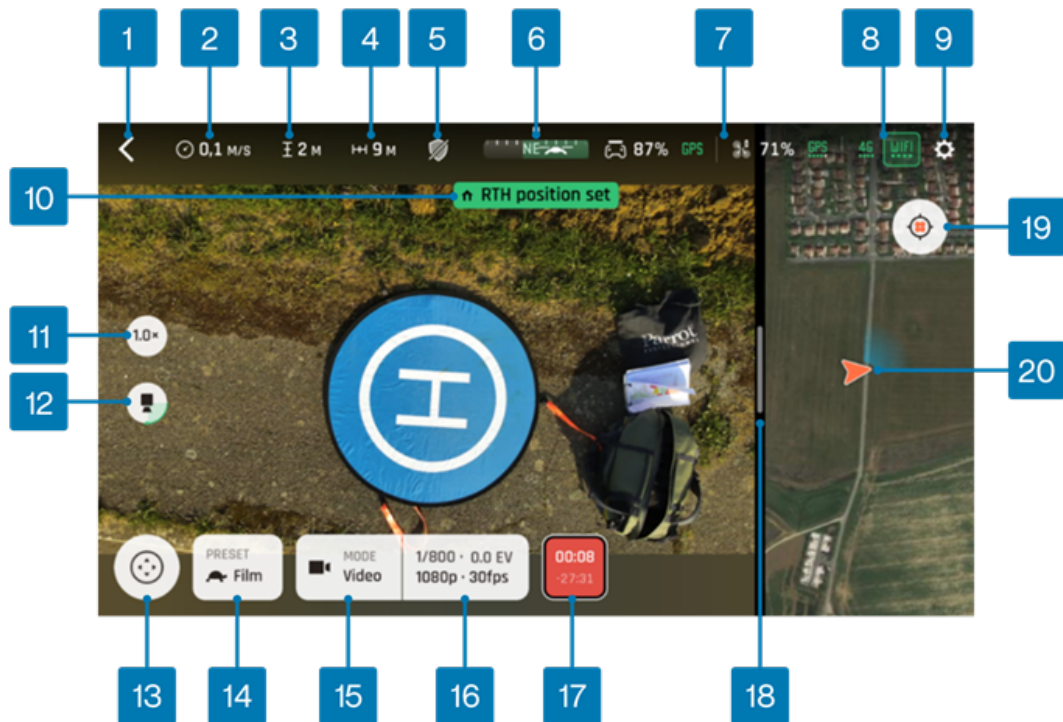 1 2 3 4 5 6 7 8 9
0,1 M/S 2 M 9 M NE 87% GPS 71% GPS 4G WIFI
10
RTH position set
19
11
1.0×
Parrot
12
20
PRESET
Film
MODE
Video
1/800 · 0.0 EV
1080p · 30fps
00:08
-27:31
H
13 14 15 16 17 18